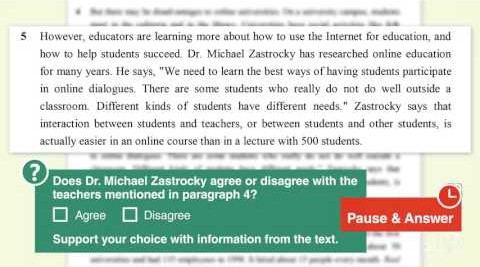 5 However, educators are learning more about how to use the Internet for education, and
how to help students succeed. Dr. Michael Zastrocky has researched online education
for many years. He says, "We need to learn the best ways of having students participate
in online dialogues. There are some students who really do not do well outside a
classroom. Different kinds of students have different needs." Zastrocky says that
interaction between students and teachers, or between students and other students, is
actually easier in an online course than in a lecture with 500 students.
?
Does Dr. Michael Zastrocky agree or disagree with the
teachers mentioned in paragraph 4?
Agree Disagree
Pause & Answer
Support your choice with information from the text.